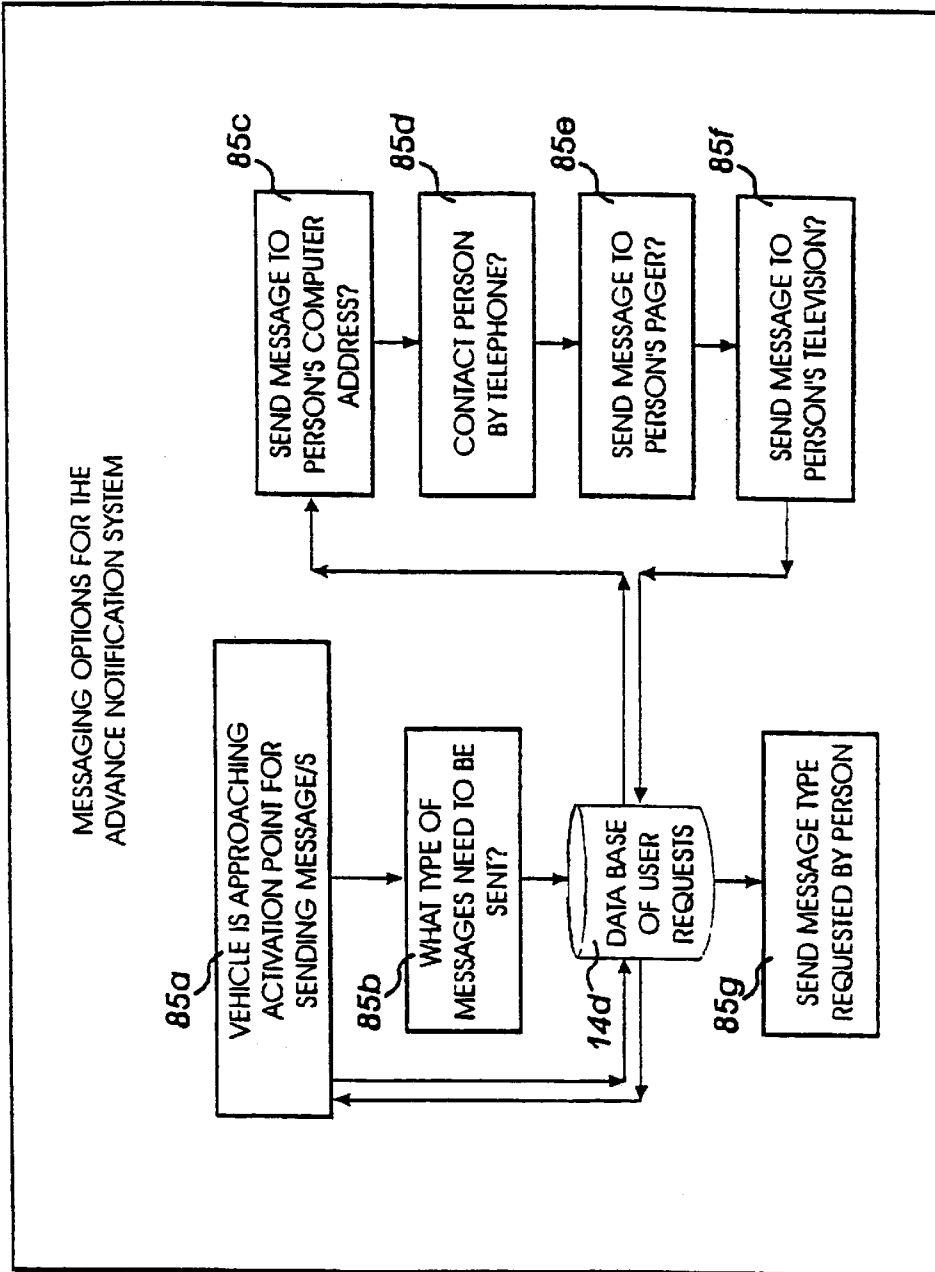 MESSAGING OPTIONS FOR THE
ADVANCE NOTIFICATION SYSTEM
85a
VEHICLE IS APPROACHING
ACTIVATION POINT FOR
SENDING MESSAGE/S
85b
WHAT TYPE OF
MESSAGES NEED TO BE
SENT?
14d
DATA BASE
OF USER
REQUESTS
85g
SEND MESSAGE TYPE
REQUESTED BY PERSON
85c
SEND MESSAGE TO
PERSON'S COMPUTER
ADDRESS?
85d
CONTACT PERSON
BY TELEPHONE?
85e
SEND MESSAGE TO
PERSON'S PAGER?
85f
SEND MESSAGE TO
PERSON'S TELEVISION?